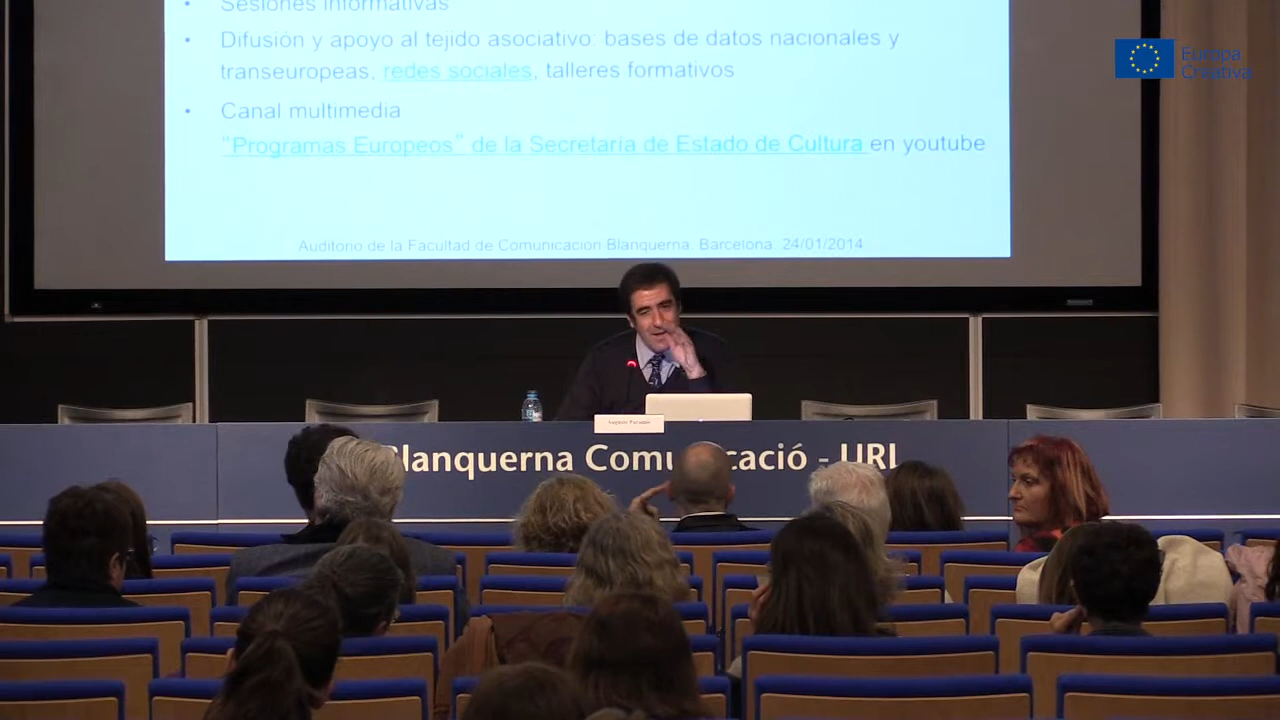 • Sesiones informativas
• Difusión y apoyo al tejido asociativo: bases de datos nacionales y
transeuropeas, redes sociales, talleres formativos
• Canal multimedia
"Programas Europeos" de la Secretaría de Estado de Cultura en youtube
Auditorio de la Facultad de Comunicación Blanquerna. Barcelona 24/01/2014
Europa
Creativa
Blanquerna Comunicació - URL